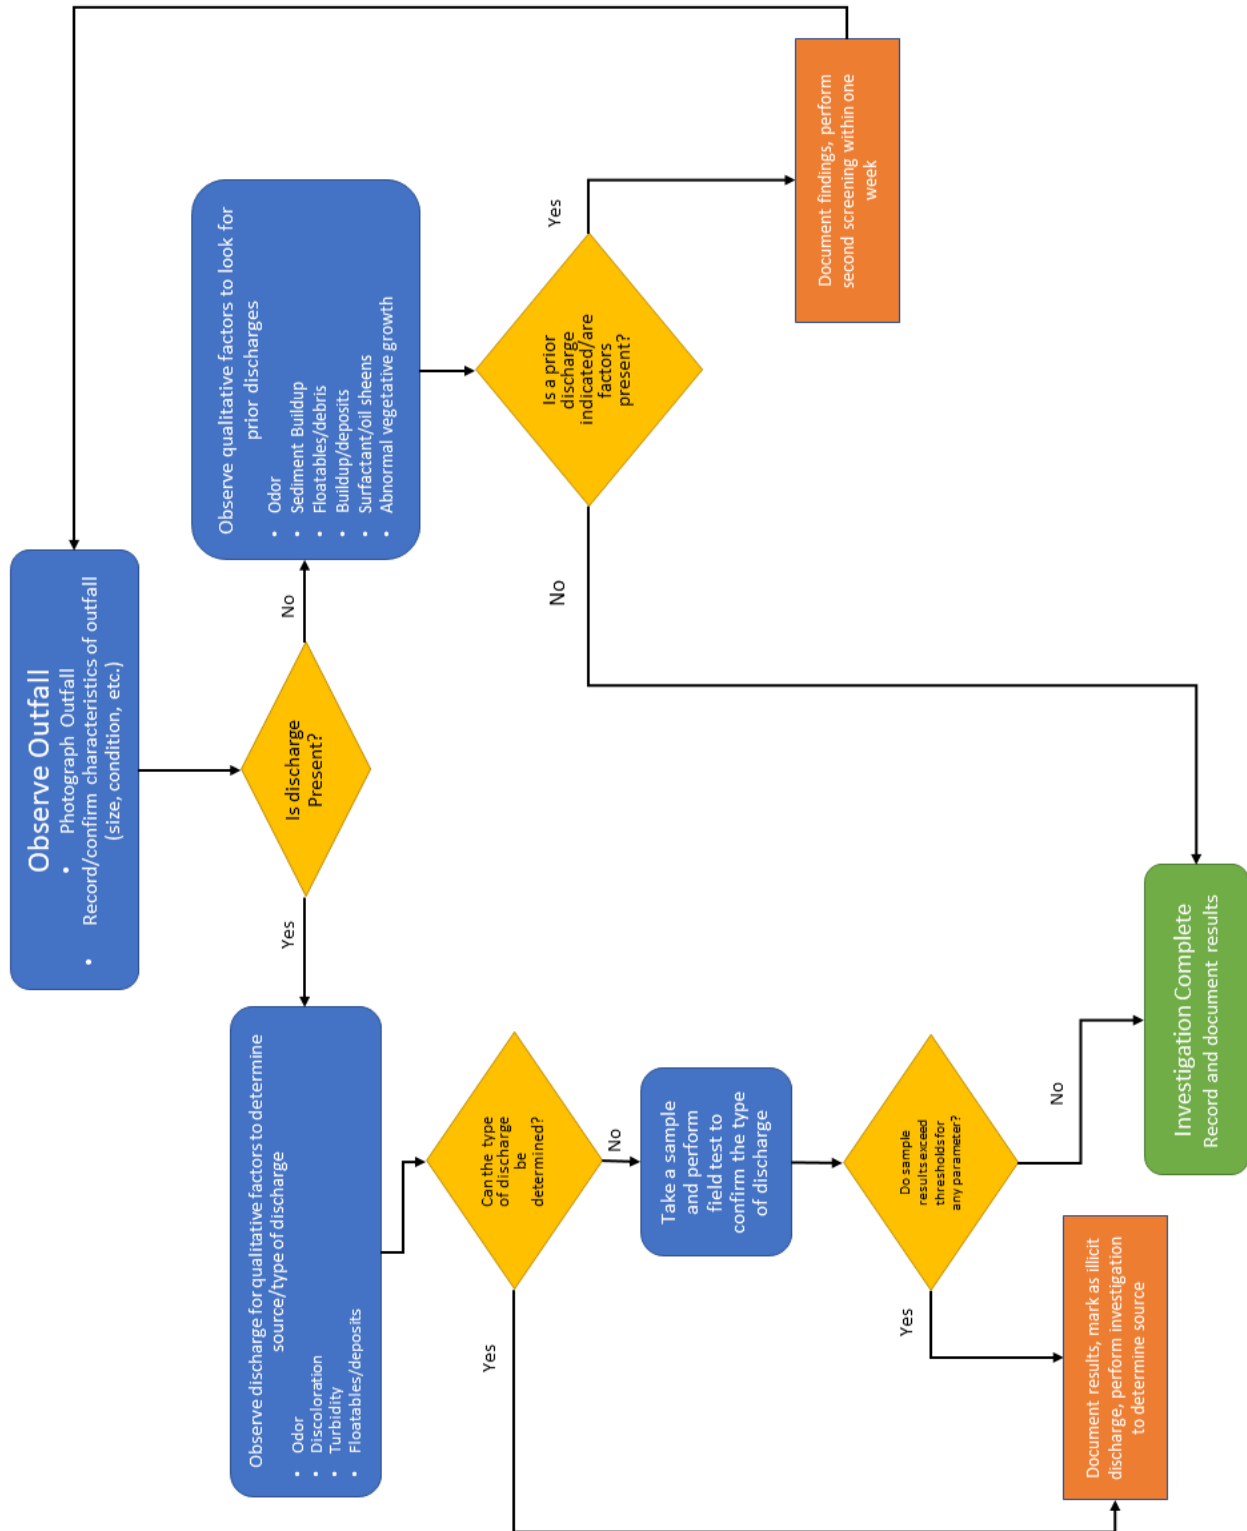 Observe Outfall
• Photograph Outfall
• Record/confirm characteristics of outfall
(size, condition, etc.)
Is discharge
Present?
Yes
No
Observe discharge for qualitative factors to determine
source/type of discharge
• Odor
• Discoloration
• Turbidity
• Floatables/deposits
Can the type
of discharge
be
determined?
Yes
No
Take a sample
and perform
field test to
confirm the type
of discharge
Do sample
results exceed
thresholds for
any parameter?
Yes
No
Document results, mark as illicit
discharge, perform investigation
to determine source
Investigation Complete
Record and document results
Observe qualitative factors to look for
prior discharges
• Odor
• Sediment Buildup
• Floatables/debris
• Buildup/deposits
• Surfactant/oil sheens
• Abnormal vegetative growth
Is a prior
discharge
indicated/are
factors
present?
Yes
No
Document findings, perform
second screening within one
week